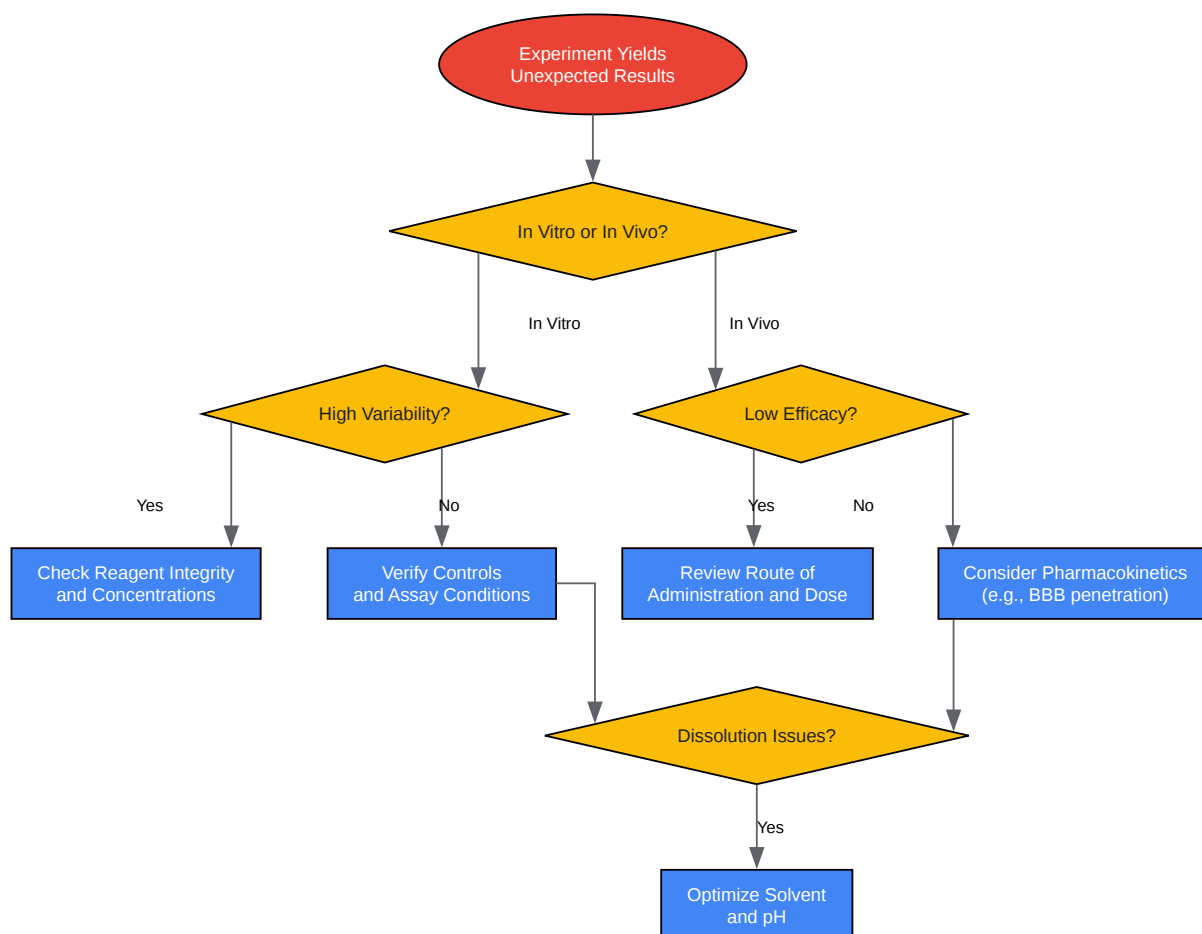 Experiment Yields
Unexpected Results
In Vitro or In Vivo?
In Vitro
In Vivo
High Variability?
Low Efficacy?
Yes
No
Yes
No
Check Reagent Integrity
and Concentrations
Verify Controls
and Assay Conditions
Review Route of
Administration and Dose
Consider Pharmacokinetics
(e.g., BBB penetration)
Dissolution Issues?
Yes
Optimize Solvent
and pH